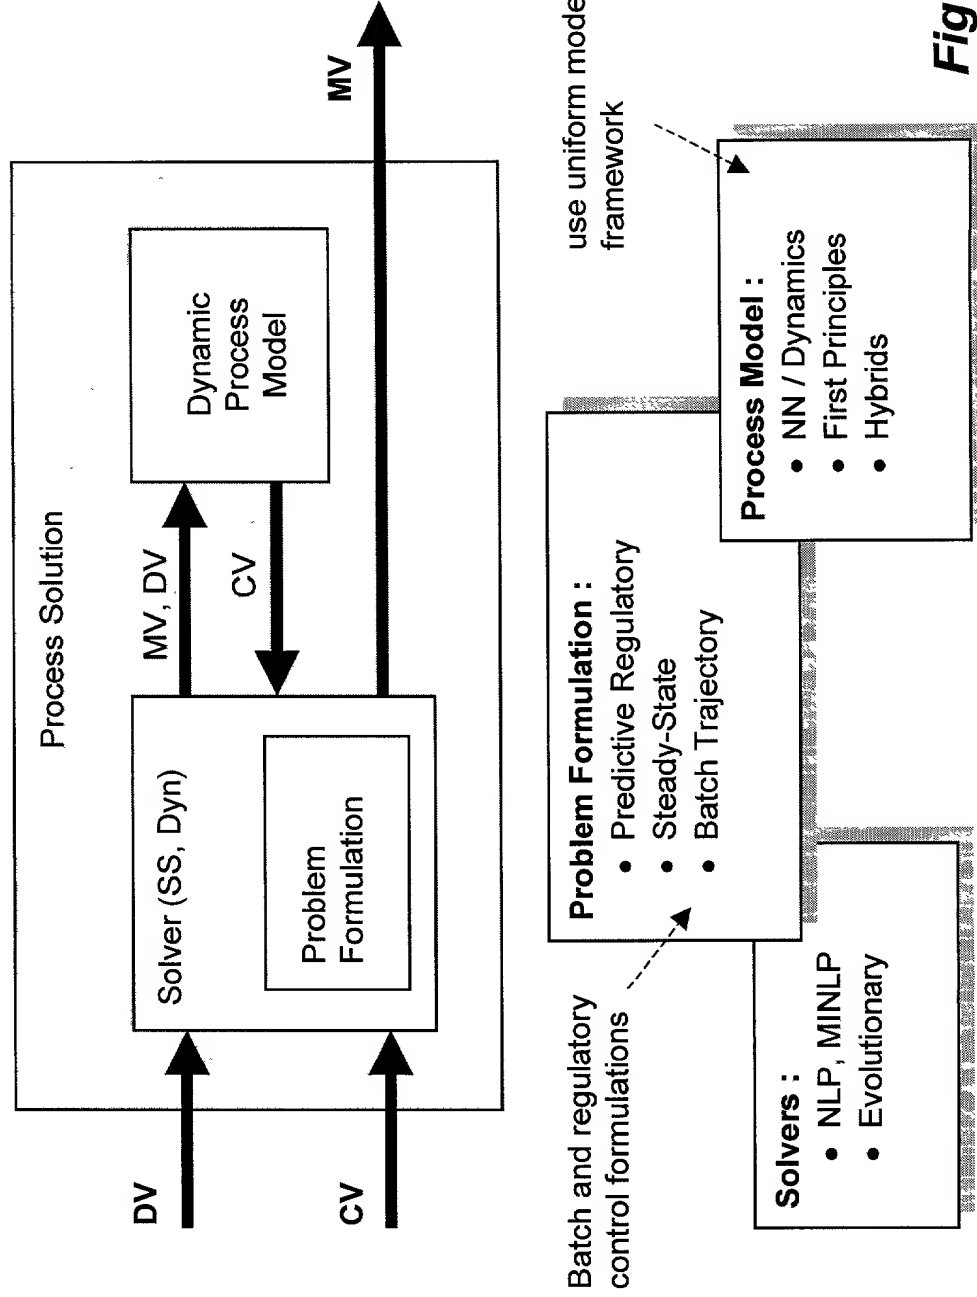 Process Solution
DV
CV
Solver (SS, Dyn)
Problem
Formulation
MV, DV
CV
Dynamic
Process
Model
MV
Batch and regulatory
control formulations
Solvers :
• NLP, MINLP
• Evolutionary
Problem Formulation :
• Predictive Regulatory
• Steady-State
• Batch Trajectory
Process Model :
• NN / Dynamics
• First Principles
• Hybrids
use uniform mode
framework
Fig